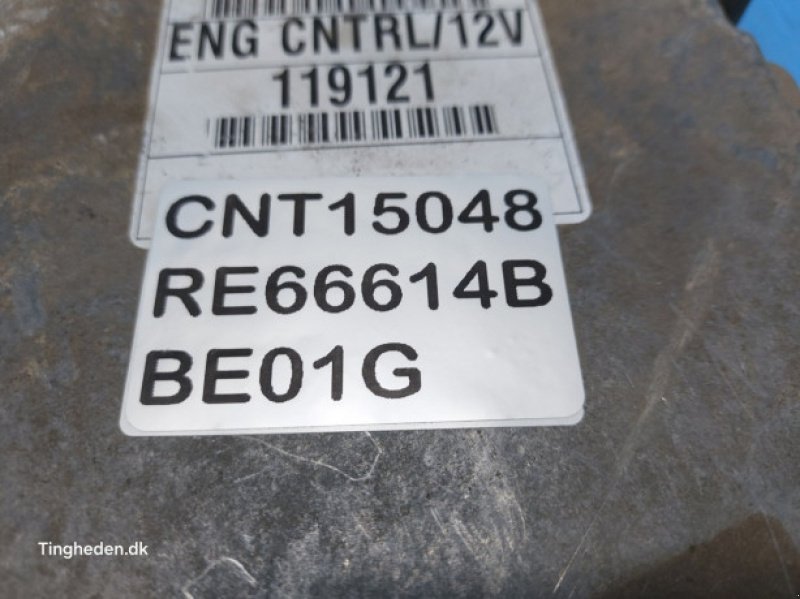 ENG CNTRL/12V
119121
CNT15048
RE66614B
BE01G
Tingheden.dk